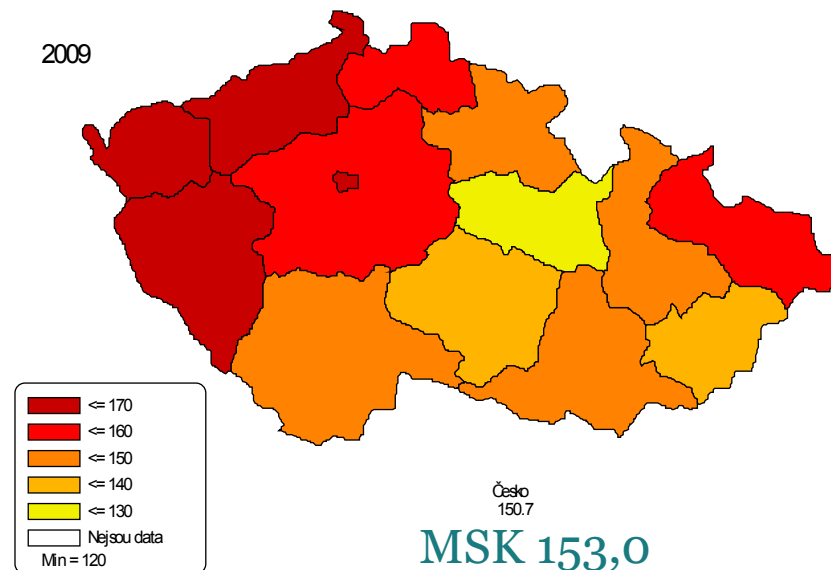 2009
<= 170
<= 160
<= 150
<= 140
<= 130
Nejsou data
Min = 120
Česko
150.7
MSK 153,0